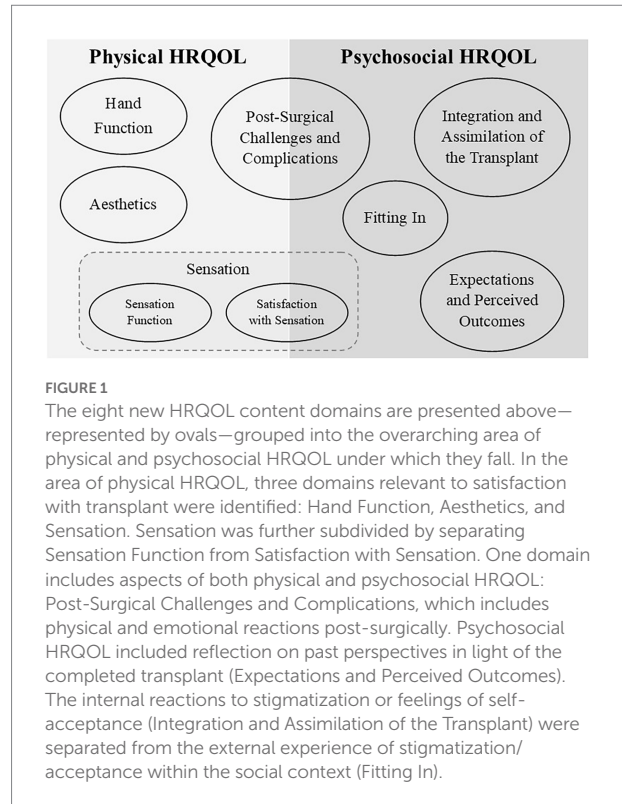 Physical HRQOL
Psychosocial HRQOL
Hand
Function
Post-Surgical
Challenges and
Complications
Integration and
Assimilation of
the Transplant
Aesthetics
Fitting In
Sensation
Sensation
Function
Satisfaction
with Sensation
Expectations
and Perceived
Outcomes
FIGURE 1
The eight new HRQOL content domains are presented above—
represented by ovals—grouped into the overarching area of
physical and psychosocial HRQOL under which they fall. In the
area of physical HRQOL, three domains relevant to satisfaction
with transplant were identified: Hand Function, Aesthetics, and
Sensation. Sensation was further subdivided by separating
Sensation Function from Satisfaction with Sensation. One domain
includes aspects of both physical and psychosocial HRQOL:
Post-Surgical Challenges and Complications, which includes
physical and emotional reactions post-surgically. Psychosocial
HRQOL included reflection on past perspectives in light of the
completed transplant (Expectations and Perceived Outcomes).
The internal reactions to stigmatization or feelings of self-
acceptance (Integration and Assimilation of the Transplant) were
separated from the external experience of stigmatization/
acceptance within the social context (Fitting In).